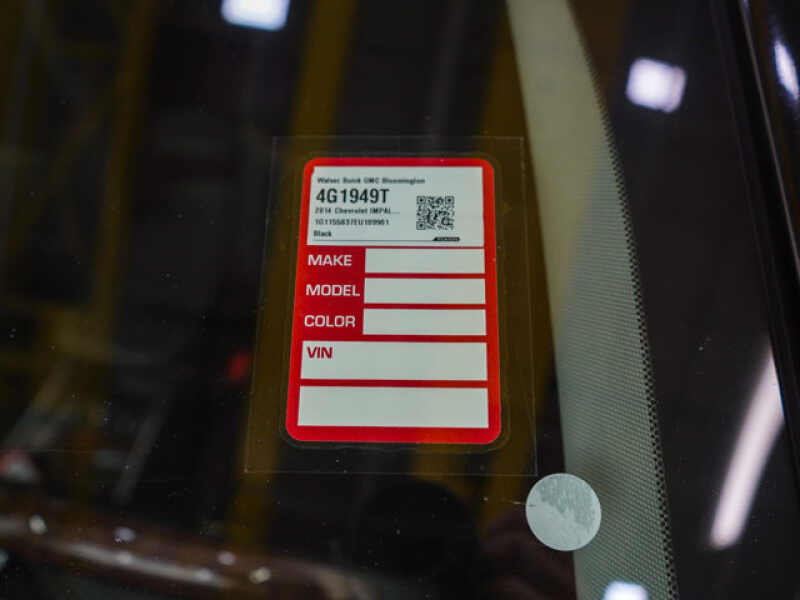 Walser Buick GMC Bloomington
4G1949T
2014 Chevrolet IMPAL...
Black
MAKE
MODEL
COLOR
VIN